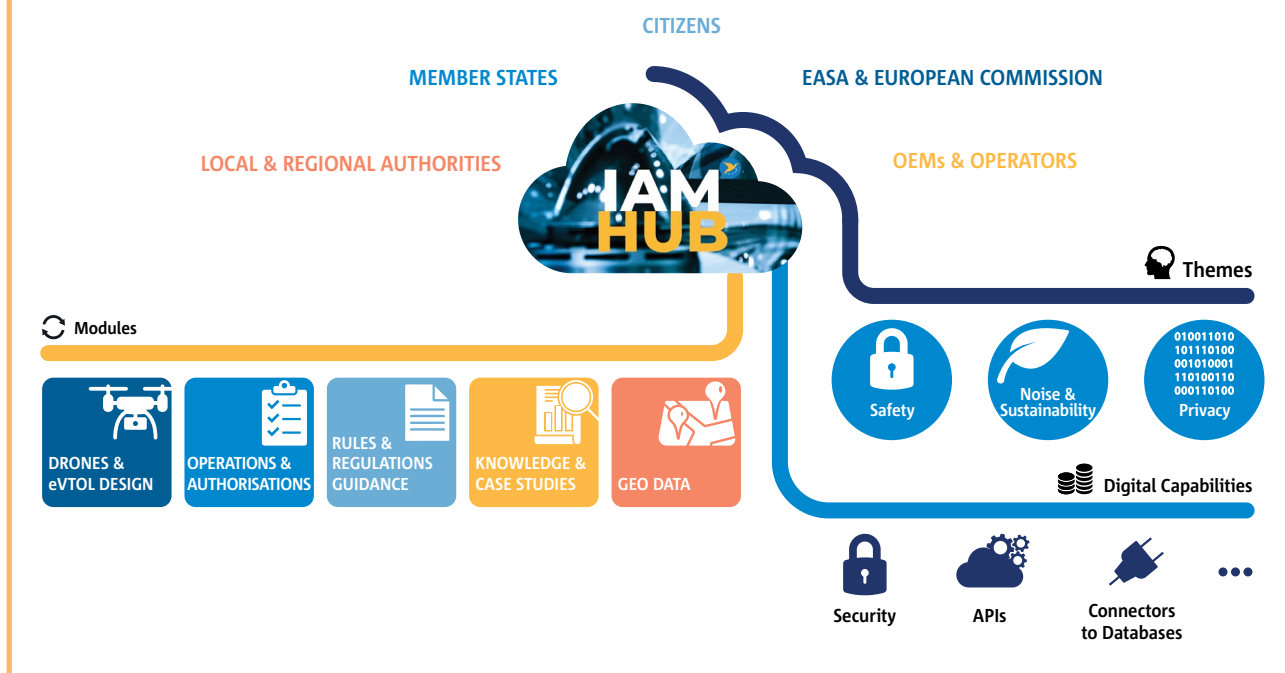 CITIZENS
MEMBER STATES
EASA & EUROPEAN COMMISSION
LOCAL & REGIONAL AUTHORITIES
OEMs & OPERATORS
IAM
HUB
Themes
Modules
010011010
101110100
001010001
110100110
000110100
Safety
Noise &
Sustainability
Privacy
DRONES &
eVTOL DESIGN
OPERATIONS &
AUTHORISATIONS
RULES &
REGULATIONS
GUIDANCE
KNOWLEDGE &
CASE STUDIES
GEO DATA
Digital Capabilities
Security
APIs
Connectors
to Databases